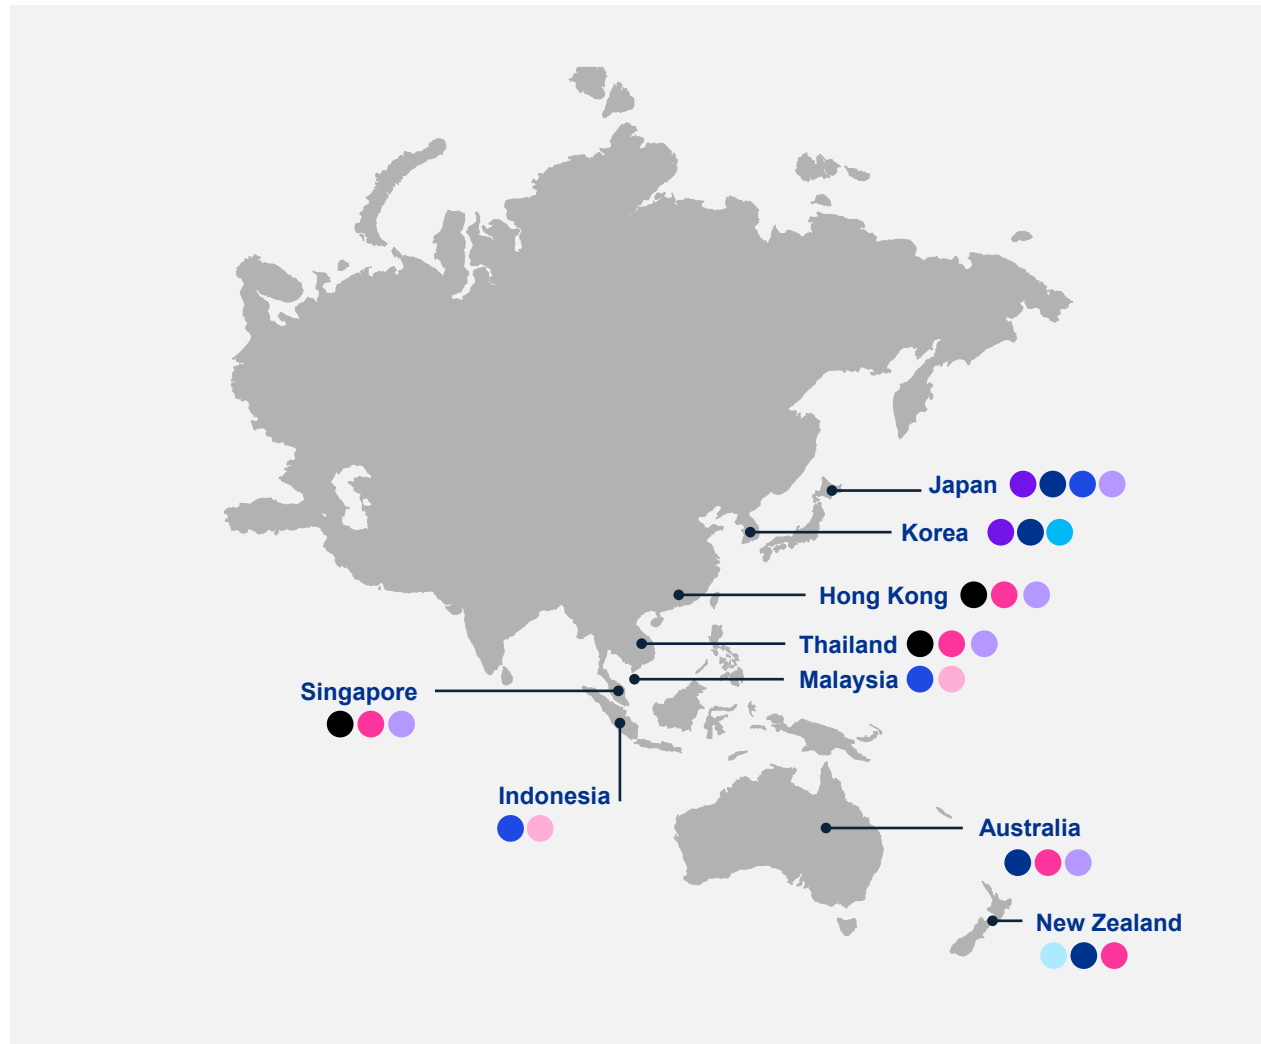 Japan
Korea
Hong Kong
Thailand
Malaysia
Singapore
Indonesia
Australia
New Zealand